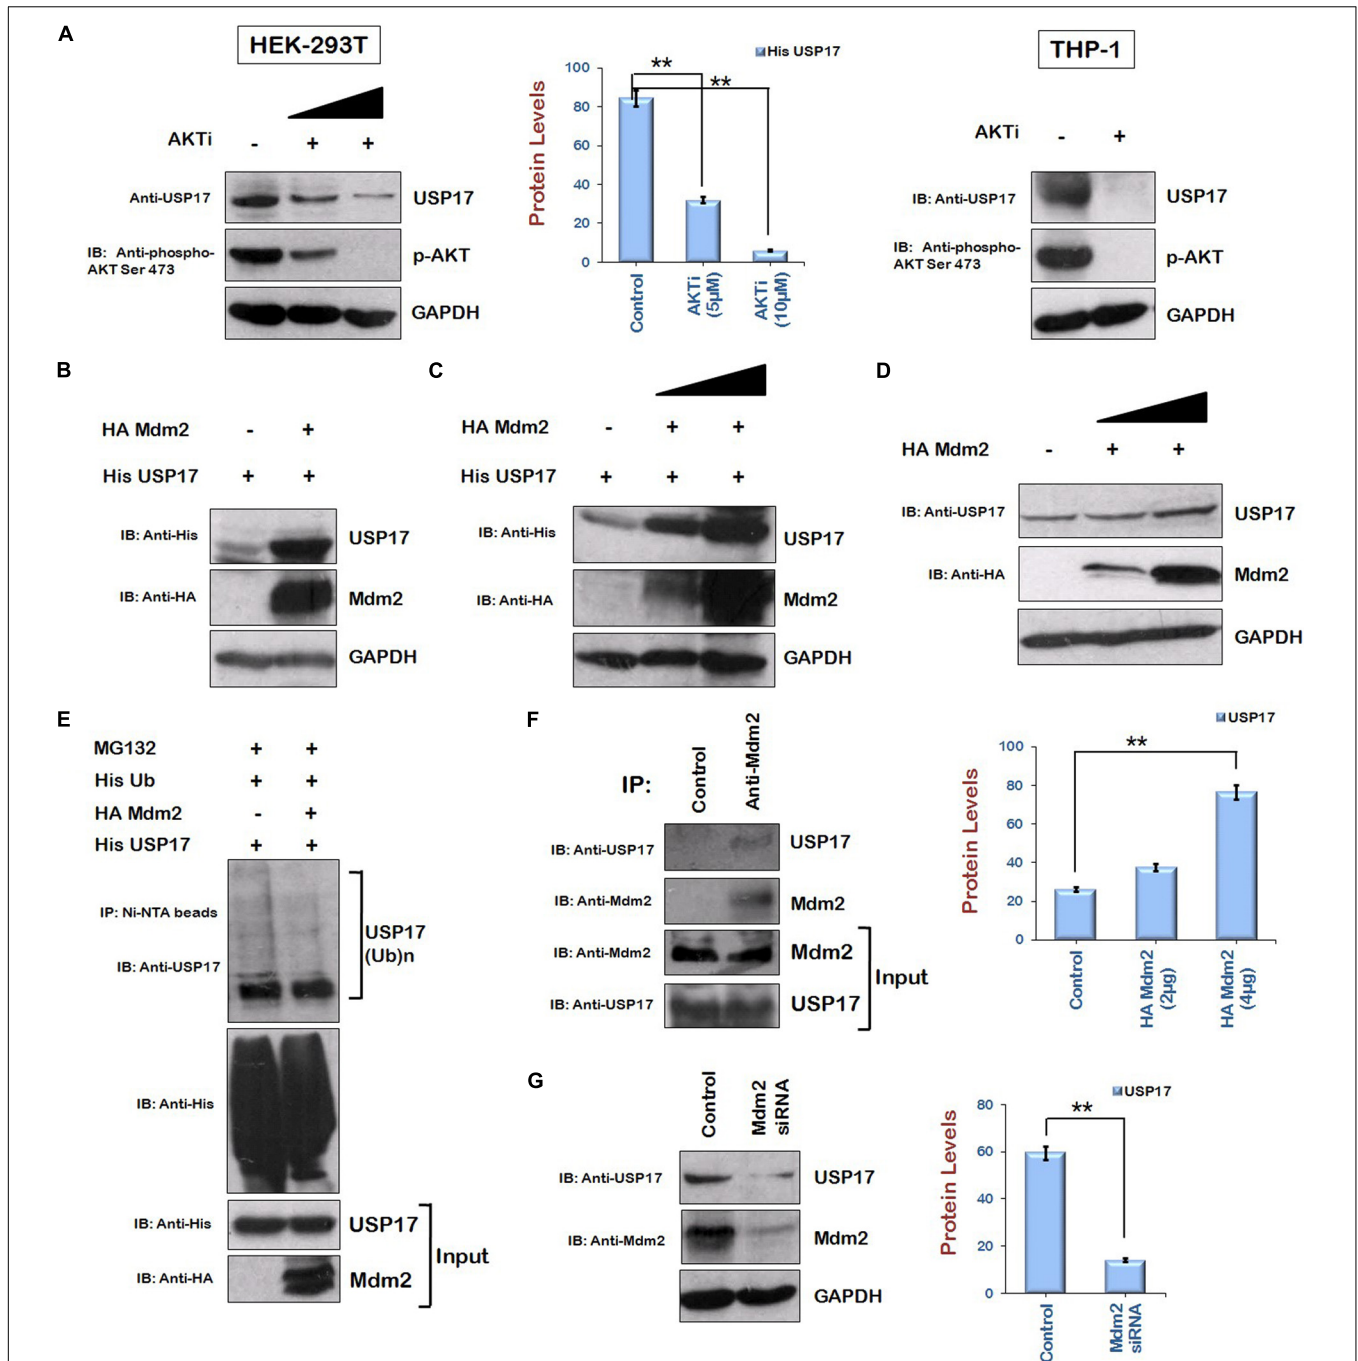 A
HEK-293T
AKTi - + +
Anti-USP17 USP17
IB: Anti-phospho-
AKT Ser 473 p-AKT
GAPDH
His USP17
Protein Levels
100
80
60
40
20
0
** **
Control
AKTi
(5µM)
AKTi
(10µM)
THP-1
AKTi - +
IB: Anti-USP17 USP17
IB: Anti-phospho-
AKT Ser 473 p-AKT
GAPDH
B
HA Mdm2 - +
His USP17 + +
IB: Anti-His USP17
IB: Anti-HA Mdm2
GAPDH
C
HA Mdm2 - + +
His USP17 + + +
IB: Anti-His USP17
IB: Anti-HA Mdm2
GAPDH
D
HA Mdm2 - + +
IB: Anti-USP17 USP17
IB: Anti-HA Mdm2
GAPDH
E
MG132 + +
His Ub + +
HA Mdm2 - +
His USP17 + +
IP: Ni-NTA beads
IB: Anti-USP17
USP17
(Ub)n
IB: Anti-His
IB: Anti-His USP17
IB: Anti-HA Mdm2
Input
F
IP: Control Anti-Mdm2
IB: Anti-USP17 USP17
IB: Anti-Mdm2 Mdm2
IB: Anti-Mdm2 Mdm2
IB: Anti-USP17 USP17
Input
USP17
Protein Levels
100
80
60
40
20
0
**
Control
HA Mdm2
(2µg)
HA Mdm2
(4µg)
G
Control
Mdm2
siRNA
IB: Anti-USP17 USP17
IB: Anti-Mdm2 Mdm2
GAPDH
USP17
Protein Levels
80
60
40
20
0
**
Control
Mdm2
siRNA